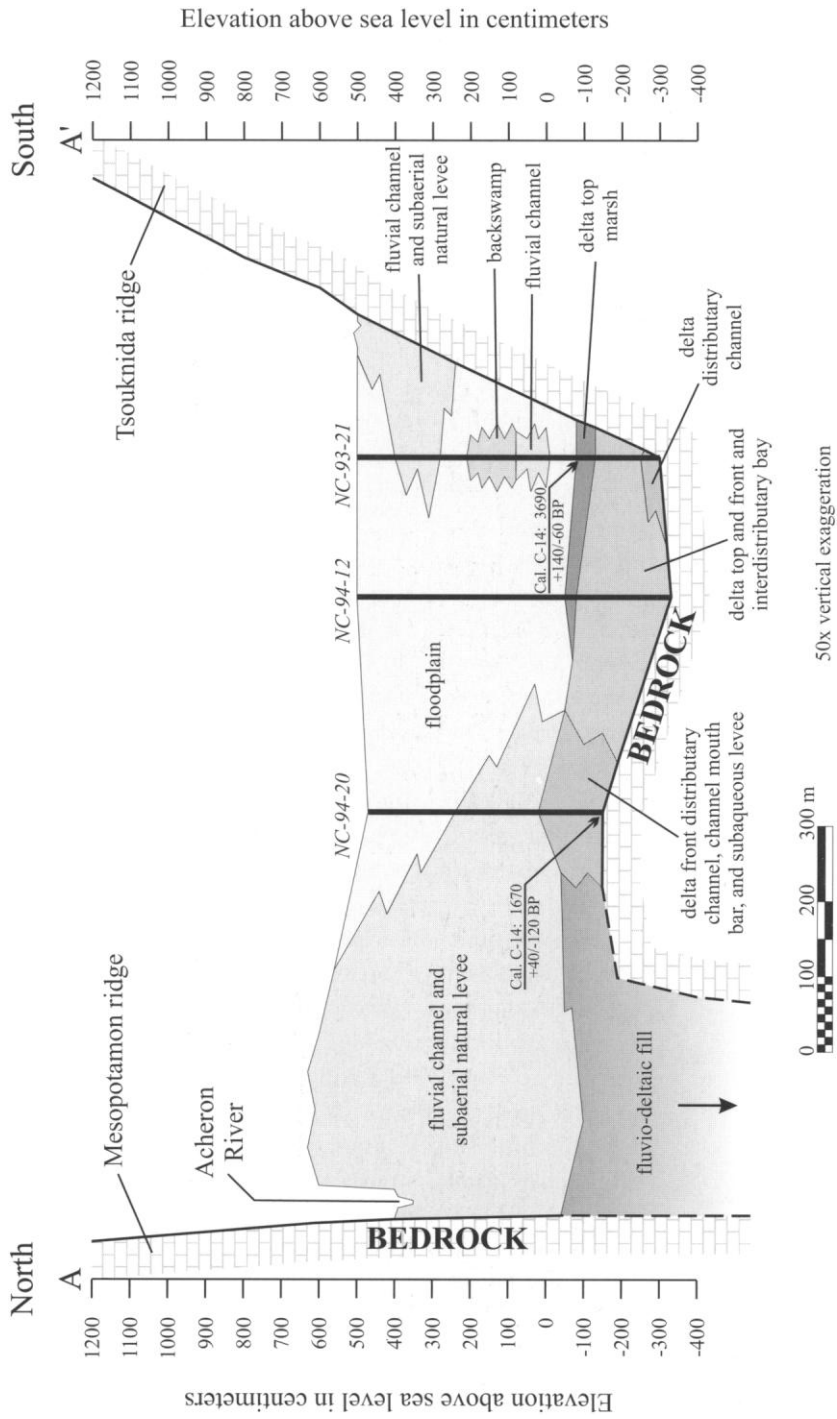 North
South
A
A'
Elevation above sea level in centimeters
1200
1100
1000
900
800
700
600
500
400
300
200
100
0
-100
-200
-300
-400
Mesopotamon ridge
Acheron
River
BEDROCK
fluvial channel and
subaerial natural levee
fluvio-deltaic fill
NC-94-20
Cal. C-14: 1670
+40/-120 BP
delta front distributary
channel, channel mouth
bar, and subaqueous levee
floodplain
NC-94-12
NC-93-21
Cal. C-14: 3690
+140/-60 BP
BEDROCK
delta top and front and
interdistributary bay
delta
distributary
channel
Tsouknida ridge
fluvial channel
and subaerial
natural levee
backswamp
fluvial channel
delta top
marsh
1200
1100
1000
900
800
700
600
500
400
300
200
100
0
-100
-200
-300
-400
Elevation above sea level in centimeters
0
100
200
300 m
50x vertical exaggeration